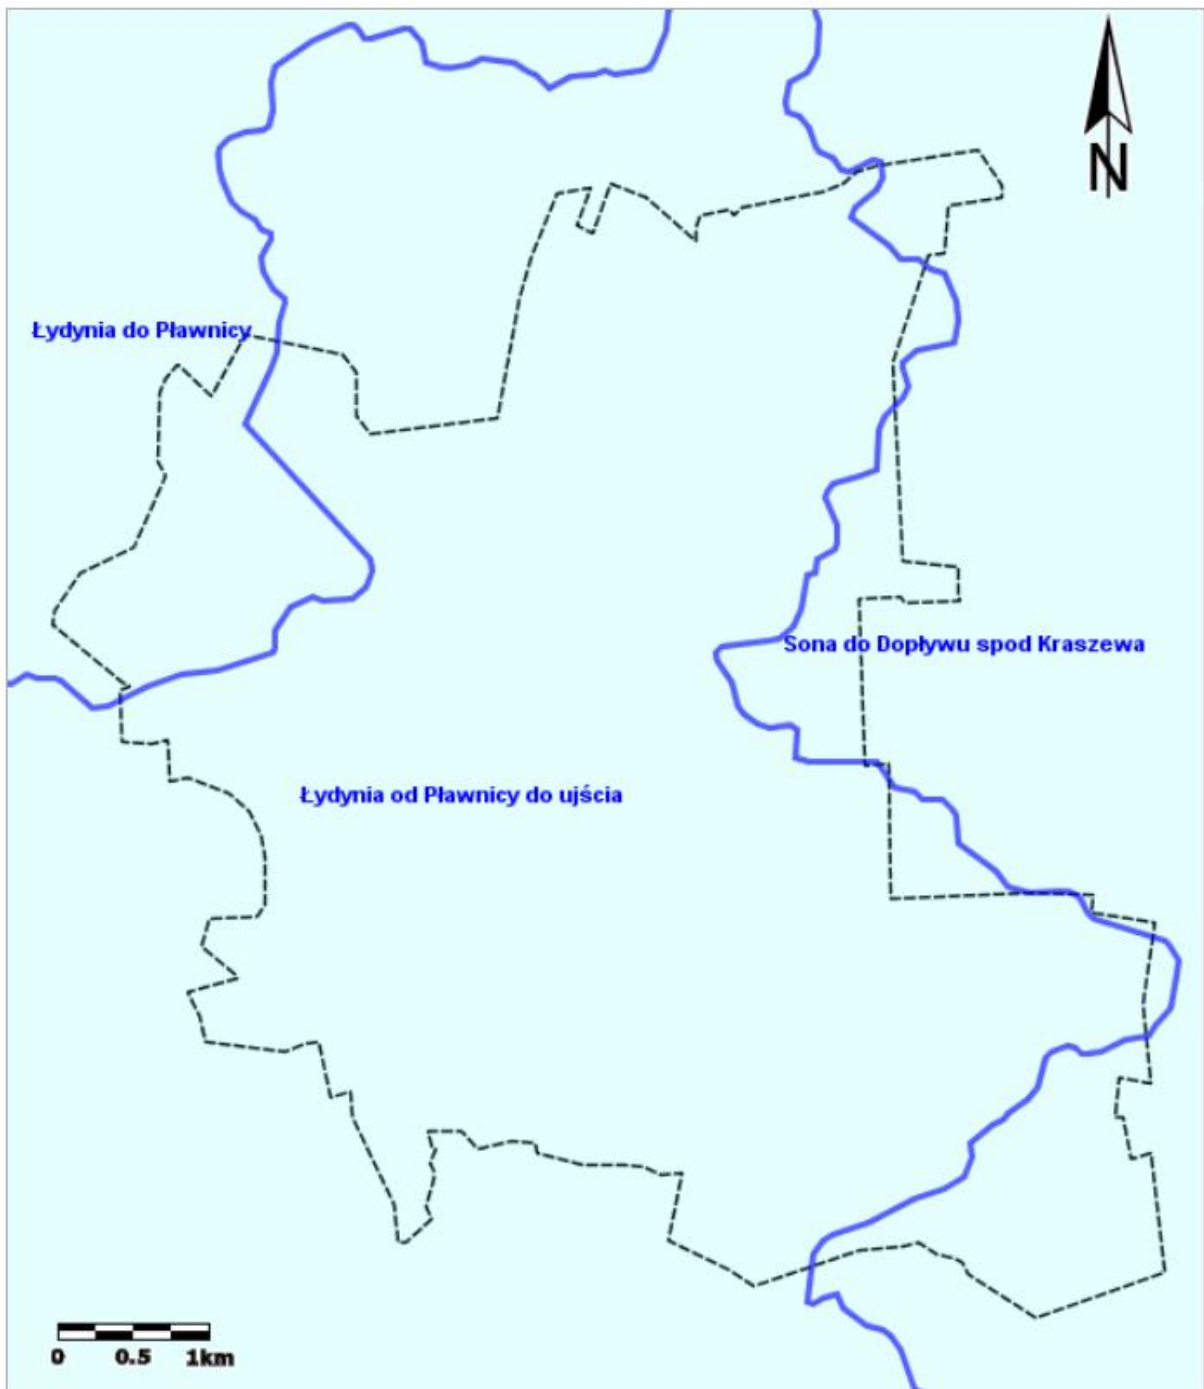 N
Łydynia do Pławnicy
Sona do Dopływu spod Kraszewa
Łydynia od Pławnicy do ujścia
0 0.5 1km